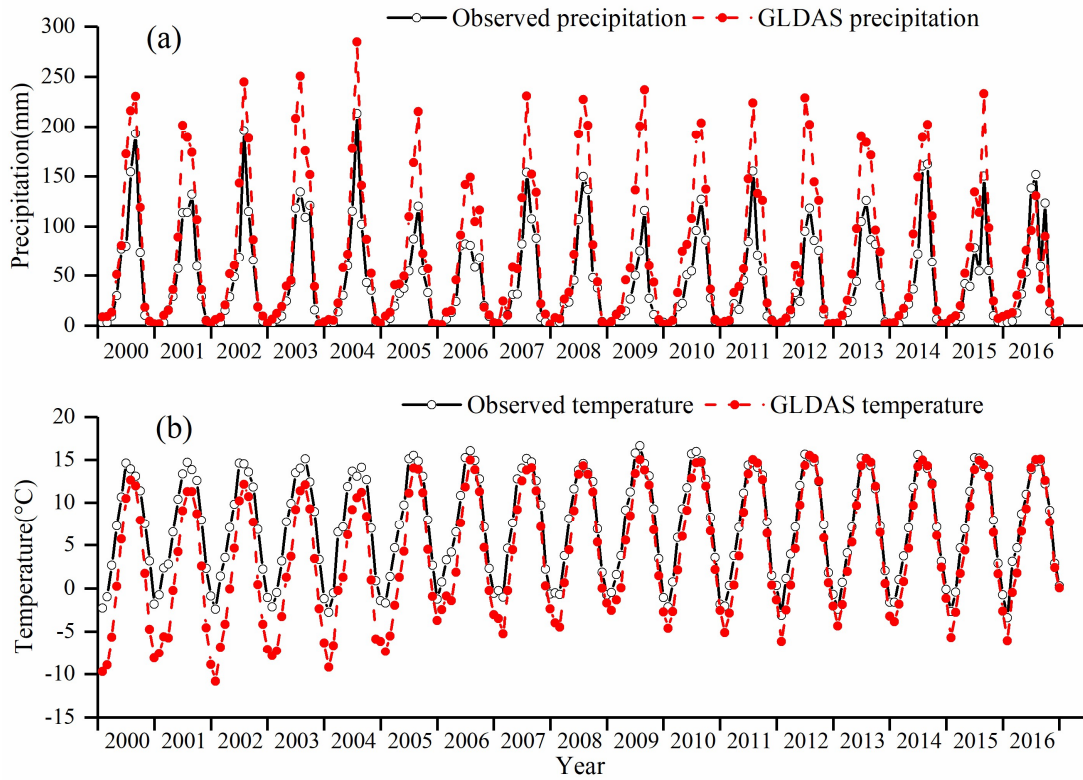 Observed precipitation GLDAS precipitation
(a)
Precipitation(mm)
300
250
200
150
100
50
0
2000 2001 2002 2003 2004 2005 2006 2007 2008 2009 2010 2011 2012 2013 2014 2015 2016
Observed temperature GLDAS temperature
(b)
Temperature(°C)
20
15
10
5
0
-5
-10
-15
2000 2001 2002 2003 2004 2005 2006 2007 2008 2009 2010 2011 2012 2013 2014 2015 2016
Year